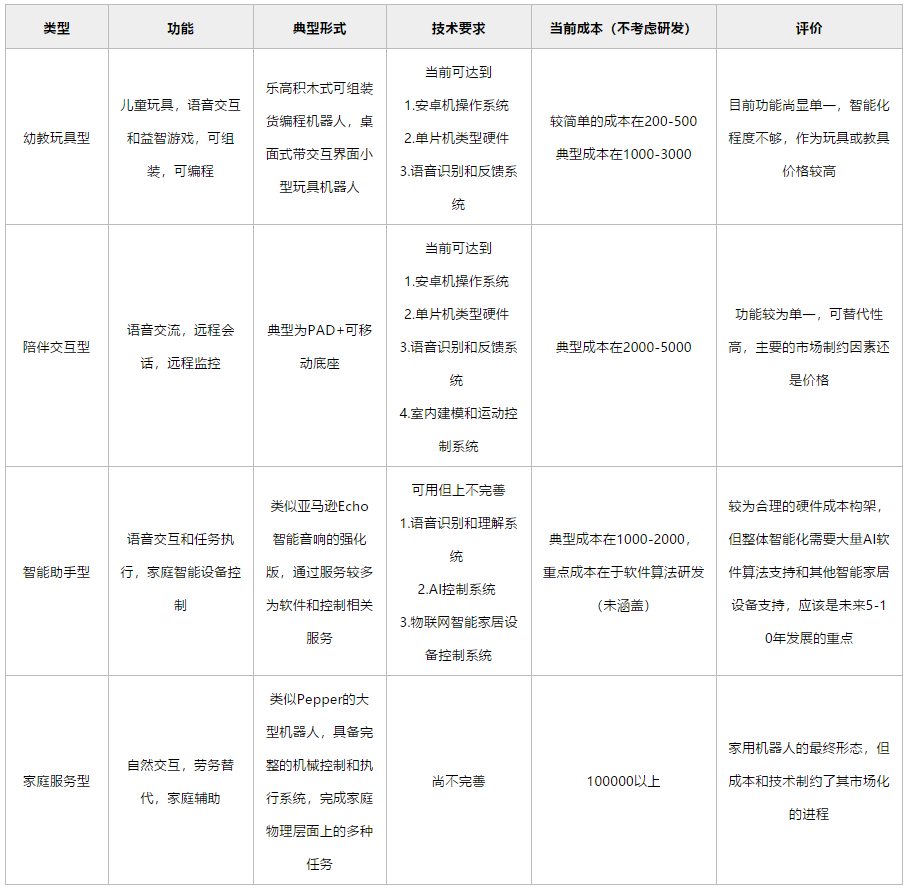 类型 功能 典型形式 技术要求 当前成本（不考虑研发） 评价
幼教玩具型
儿童玩具，语音交互
和益智游戏，可组
装，可编程
乐高积木式可组装
货编程机器人，桌
面式带交互界面小
型玩具机器人
当前可达到
1.安卓机操作系统
2.单片机类型硬件
3.语音识别和反馈系
统
较简单的成本在200-500
典型成本在1000-3000
目前功能尚显单一，智能化
程度不够，作为玩具或教具
价格较高
陪伴交互型
语音交流，远程会
话，远程监控
典型为PAD+可移
动底座
当前可达到
1.安卓机操作系统
2.单片机类型硬件
3.语音识别和反馈系
统
4.室内建模和运动控
制系统
典型成本在2000-5000
功能较为单一，可替代性
高，主要的市场制约因素还
是价格
智能助手型
语音交互和任务执
行，家庭智能设备控
制
类似亚马逊Echo
智能音响的强化
版，通过服务较多
为软件和控制相关
服务
可用但上不完善
1.语音识别和理解系
统
2.AI控制系统
3.物联网智能家居设
备控制系统
典型成本在1000-2000，
重点成本在于软件算法研发
（未涵盖）
较为合理的硬件成本构架，
但整体智能化需要大量AI软
件算法支持和其他智能家居
设备支持，应该是未来5-1
0年发展的重点
家庭服务型
自然交互，劳务替
代，家庭辅助
类似Pepper的大
型机器人，具备完
整的机械控制和执
行系统，完成家庭
物理层面上的多种
任务
尚不完善
100000以上
家用机器人的最终形态，但
成本和技术制约了其市场化
的进程